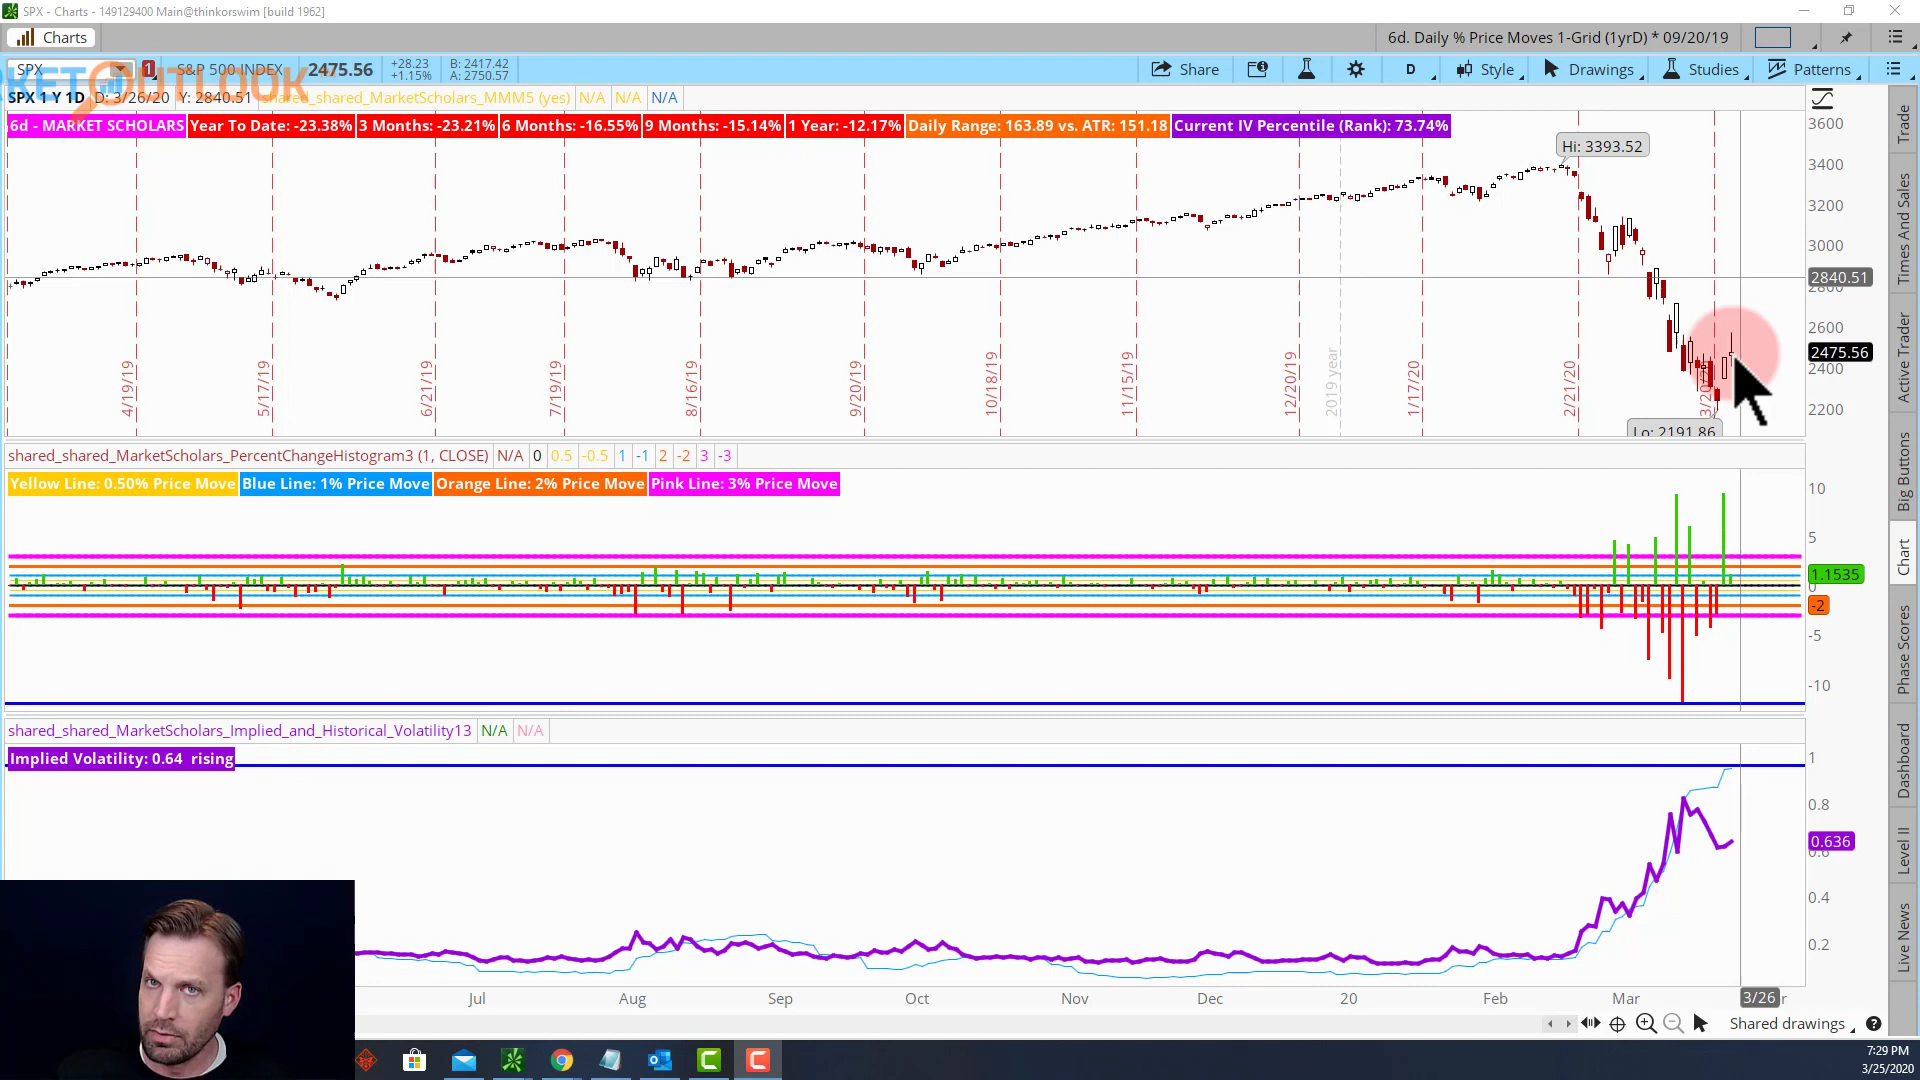 SPX - Charts - 149129400 Main@thinkorswim [build 1962]
Charts
6d. Daily % Price Moves 1-Grid (1yrD) * 09/20/19
SPX
1
S&P 500 INDEX
2475.56
+28.23
+1.15%
B: 2417.42
A: 2750.57
Share
D
Style
Drawings
Studies
Patterns
KETOUTLOOK
SPX 1 Y 1D
D: 3/26/20
Y: 2840.51
shared_shared_MarketScholars_MMM5 (yes)
N/A
N/A
N/A
6d - MARKET SCHOLARS
Year To Date: -23.38%
3 Months: -23.21%
6 Months: -16.55%
9 Months: -15.14%
1 Year: -12.17%
Daily Range: 163.89 vs. ATR: 151.18
Current IV Percentile (Rank): 73.74%
Hi: 3393.52
3600
3400
3200
3000
2840.51
2800
2600
2475.56
2400
2200
Lo: 2191.86
4/19/19
5/17/19
6/21/19
7/19/19
8/16/19
9/20/19
10/18/19
11/15/19
12/20/19
2019 year
1/17/20
2/21/20
3/20/20
shared_shared_MarketScholars_PercentChangeHistogram3 (1, CLOSE)
N/A
0
0.5
-0.5
1
-1
2
-2
3
-3
Yellow Line: 0.50% Price Move
Blue Line: 1% Price Move
Orange Line: 2% Price Move
Pink Line: 3% Price Move
10
5
1.1535
0
-2
-5
-10
shared_shared_MarketScholars_Implied_and_Historical_Volatility13
N/A
N/A
Implied Volatility: 0.64 rising
1
0.8
0.636
0.6
0.4
0.2
Jul
Aug
Sep
Oct
Nov
Dec
20
Feb
Mar
3/26
Shared drawings
Trade
Times And Sales
Active Trader
Big Buttons
Chart
Phase Scores
Dashboard
Level II
Live News
7:29 PM
3/25/2020